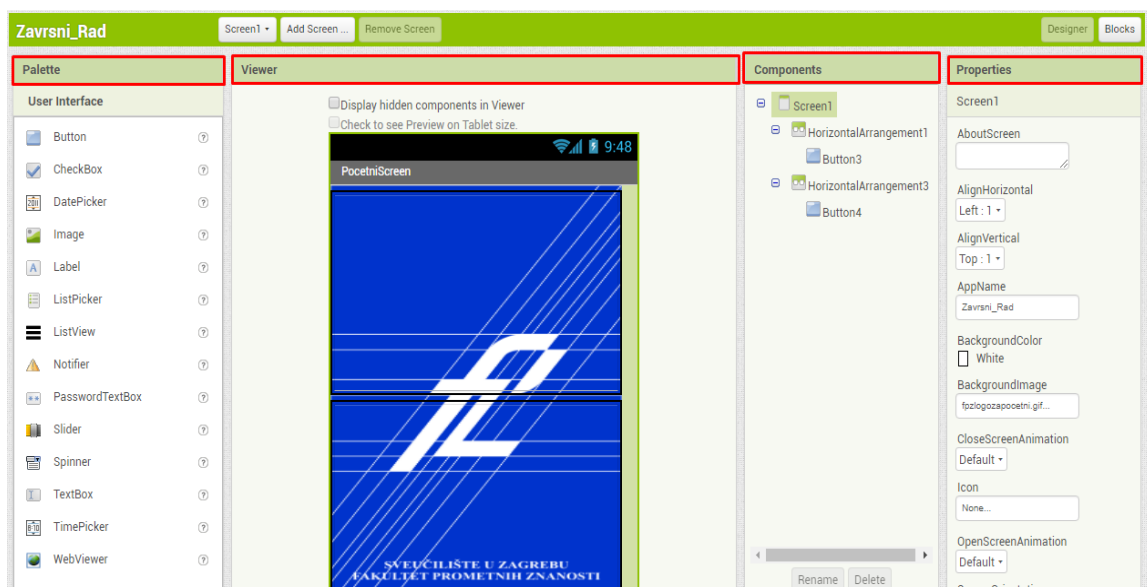 Zavrsni_Rad
Screen1
Add Screen ...
Remove Screen
Designer
Blocks
Palette
User Interface
Button
CheckBox
DatePicker
Image
Label
ListPicker
ListView
Notifier
PasswordTextBox
Slider
Spinner
TextBox
TimePicker
WebViewer
Viewer
Display hidden components in Viewer
Check to see Preview on Tablet size.
9:48
PocetniScreen
SVEUČILIŠTE U ZAGREBU
FAKULTET PROMETNIH ZNANOSTI
Components
Screen1
HorizontalArrangement1
Button3
HorizontalArrangement3
Button4
Rename
Delete
Properties
Screen1
AboutScreen
AlignHorizontal
Left : 1
AlignVertical
Top : 1
AppName
Zavrsni_Rad
BackgroundColor
White
BackgroundImage
fpzlogozapocetni.gif...
CloseScreenAnimation
Default
Icon
None...
OpenScreenAnimation
Default